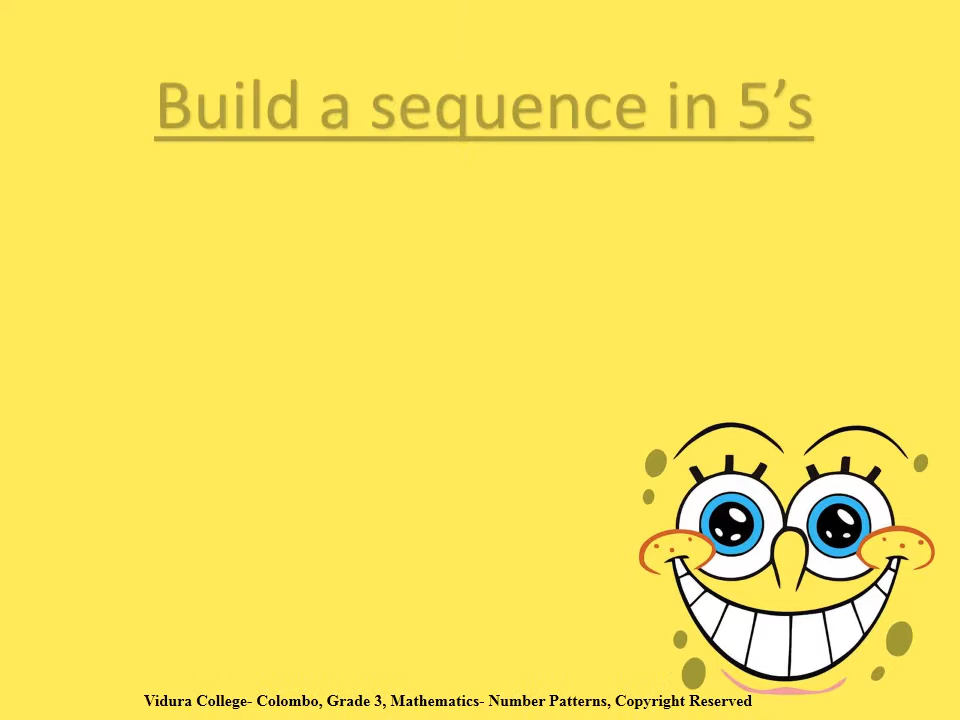 Build a sequence in 5’s
Vidura College- Colombo, Grade 3, Mathematics- Number Patterns, Copyright Reserved